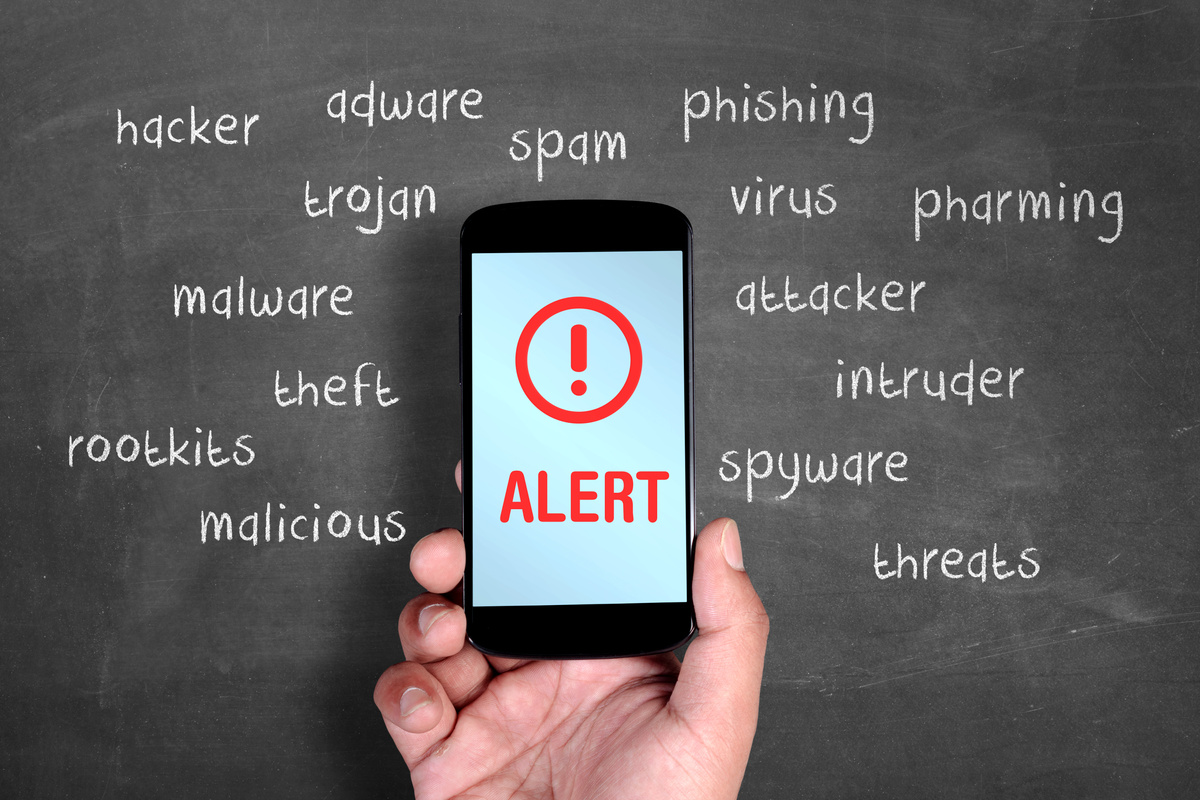 hacker
adware
spam
phishing
trojan
virus
pharming
malware
attacker
theft
intruder
rootkits
spyware
malicious
threats
!
ALERT